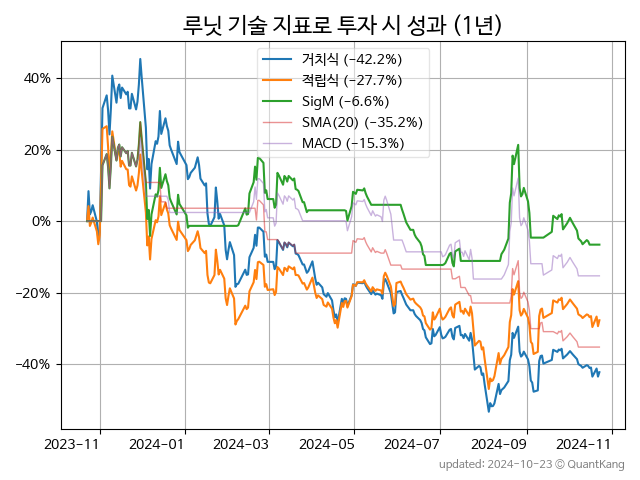 루닛 기술 지표로 투자 시 성과 (1년)
거치식 (-42.2%)
적립식 (-27.7%)
SigM (-6.6%)
SMA(20) (-35.2%)
MACD (-15.3%)
40%
20%
0%
-20%
-40%
2023-11 2024-01 2024-03 2024-05 2024-07 2024-09 2024-11
updated: 2024-10-23 © QuantKang